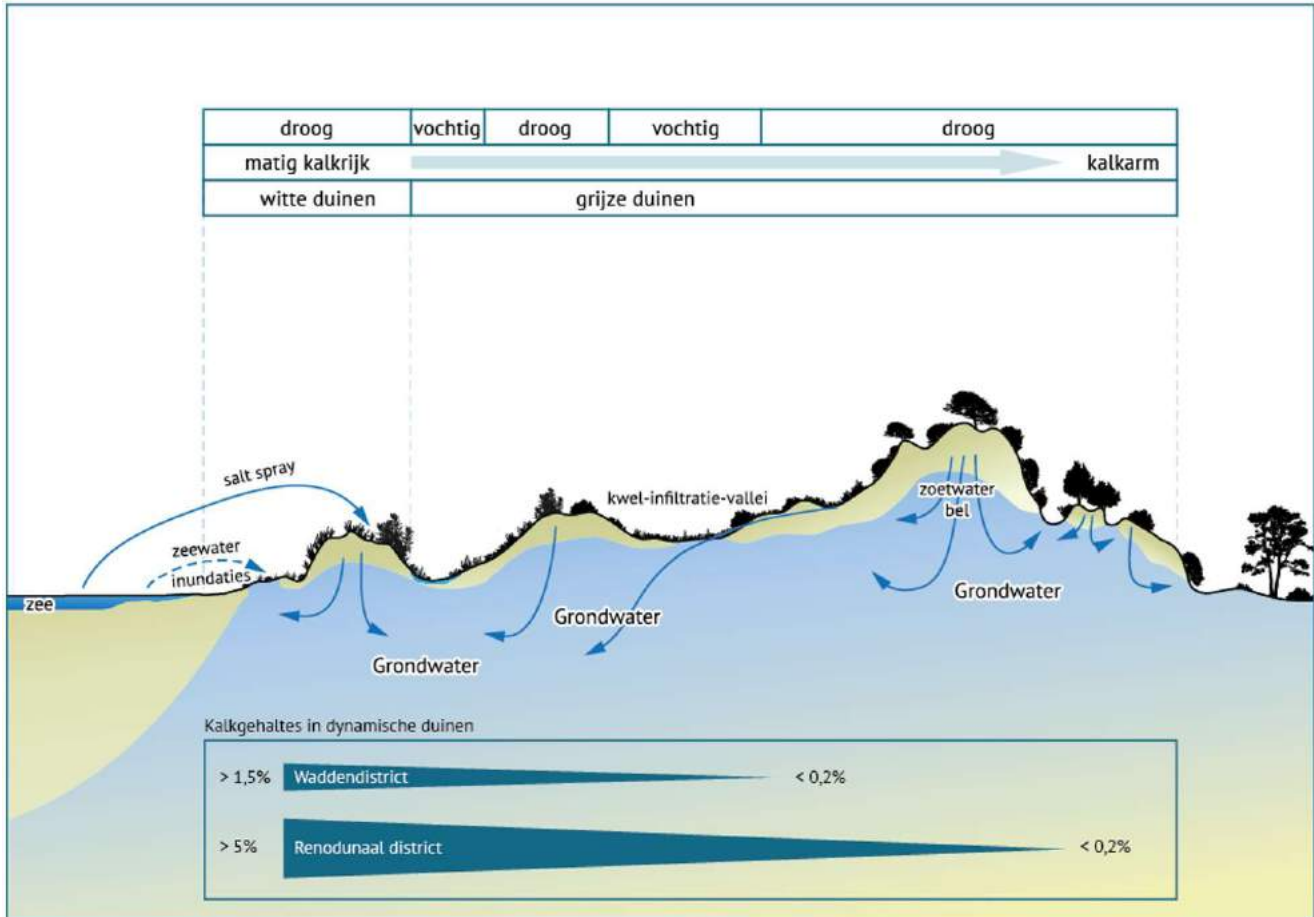 droog vochtig droog vochtig droog
matig kalkrijk kalkarm
witte duinen grijze duinen
salt spray
zeewater
inundaties
zee
kwel-infiltratie-vallei
zoetwater
bel
Grondwater
Grondwater
Grondwater
Kalkgehaltes in dynamische duinen
> 1,5% Waddendistrict < 0,2%
> 5% Renodunaal district < 0,2%